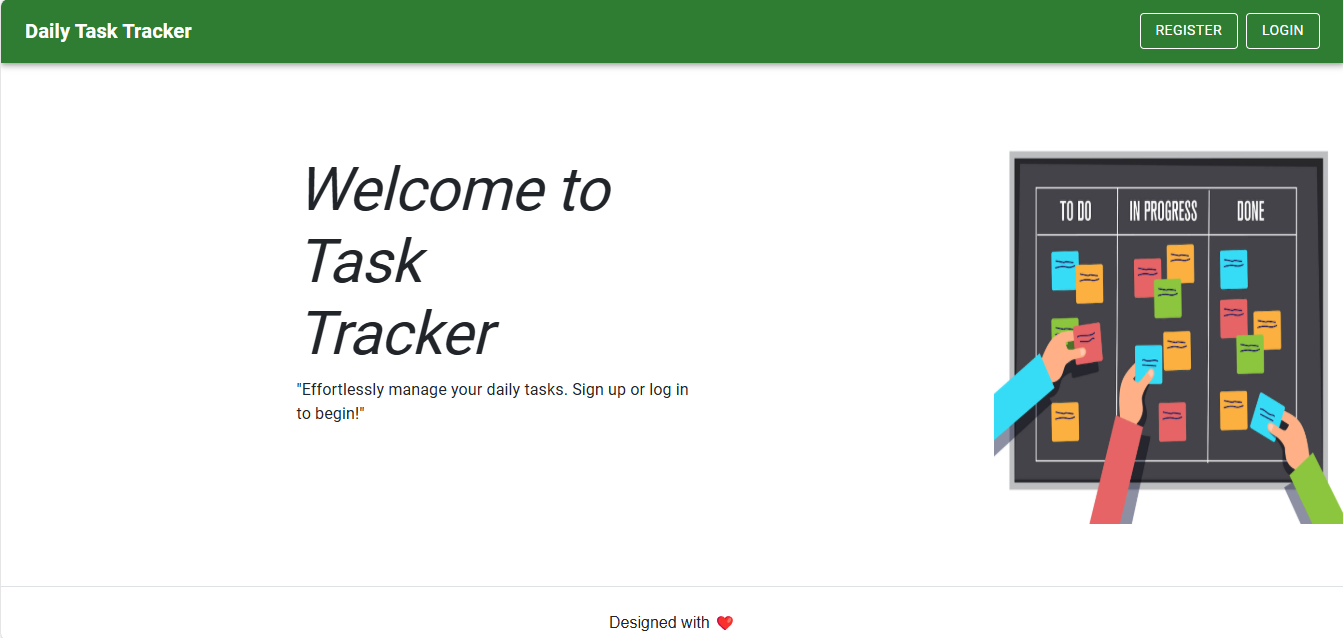 Daily Task Tracker
REGISTER
LOGIN
Welcome to
Task
Tracker
"Effortlessly manage your daily tasks. Sign up or log in
to begin!"
TO DO
IN PROGRESS
DONE
Designed with ❤️